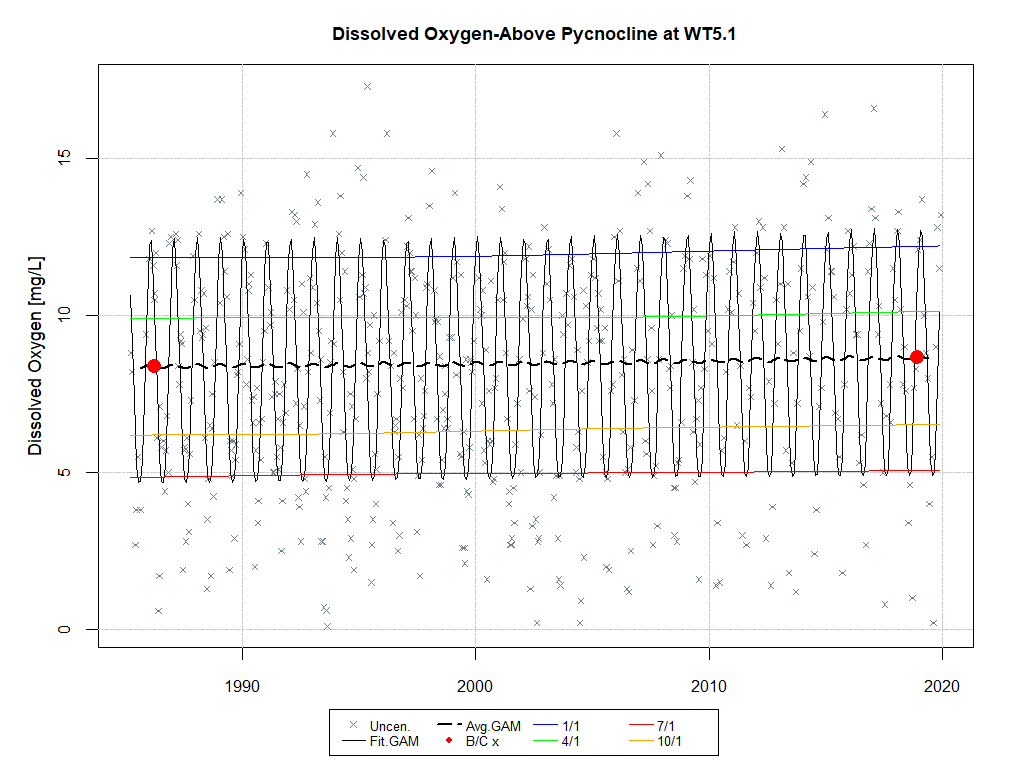 Dissolved Oxygen-Above Pycnocline at WT5.1
Dissolved Oxygen [mg/L]
15
10
5
0
1990 2000 2010 2020
Uncen. Avg.GAM 1/1 7/1
Fit.GAM B/C x 4/1 10/1